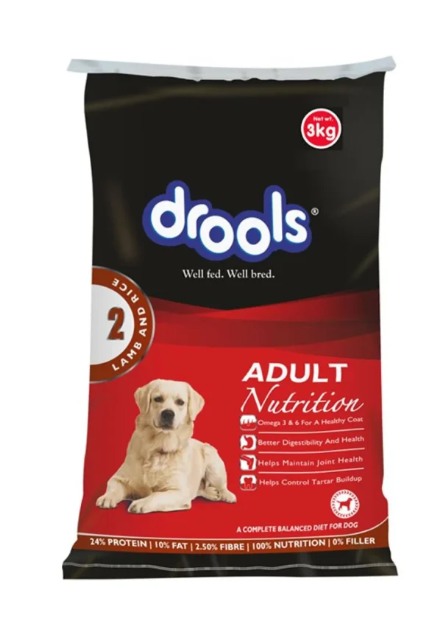 Net wt.
3kg
drools®
Well fed. Well bred.
2
LAMB AND RICE
ADULT
Nutrition
Omega 3 & 6 For A Healthy Coat
Better Digestibility And Health
Helps Maintain Joint Health
Helps Control Tartar Buildup
A COMPLETE BALANCED DIET FOR DOG
24% PROTEIN | 10% FAT | 2.50% FIBRE | 100% NUTRITION | 0% FILLER